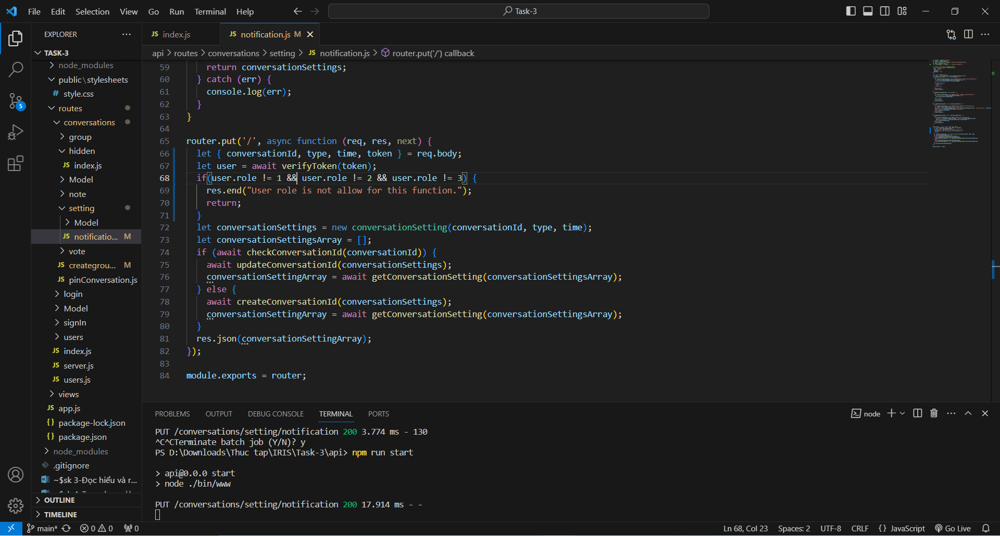 File Edit Selection View Go Run Terminal Help
Task-3
EXPLORER
TASK-3
node_modules
public\stylesheets
# style.css
routes
conversations
group
hidden
JS index.js
Model
note
setting
Model
JS notificatio... M
vote
JS creategrou... M
JS pinConversation.js
login
Model
signIn
users
JS index.js
JS server.js
JS users.js
views
JS app.js
{} package-lock.json
{} package.json
node_modules
.gitignore
~$sk 3-Đọc hiểu và r...
OUTLINE
TIMELINE
JS index.js
JS notification.js M
api > routes > conversations > setting > JS notification.js > router.put('/') callback
59 return conversationSettings;
60 } catch (err) {
61 console.log(err);
62 }
63 }
64
65 router.put('/', async function (req, res, next) {
66 let { conversationId, type, time, token } = req.body;
67 let user = await verifyToken(token);
68 if(user.role != 1 && user.role != 2 && user.role != 3) {
69 res.end("User role is not allow for this function.");
70 return;
71 }
72 let conversationSettings = new conversationSetting(conversationId, type, time);
73 let conversationSettingsArray = [];
74 if (await checkConversationId(conversationId)) {
75 await updateConversationId(conversationSettings);
76 conversationSettingArray = await getConversationSetting(conversationSettingsArray);
77 } else {
78 await createConversationId(conversationSettings);
79 conversationSettingArray = await getConversationSetting(conversationSettingsArray);
80 }
81 res.json(conversationSettingArray);
82 });
83
84 module.exports = router;
PROBLEMS OUTPUT DEBUG CONSOLE TERMINAL PORTS
node
PUT /conversations/setting/notification 200 3.774 ms - 130
^C^CTerminate batch job (Y/N)? y
PS D:\Downloads\Thuc tap\IRIS\Task-3\api> npm run start
> api@0.0.0 start
> node ./bin/www
PUT /conversations/setting/notification 200 17.914 ms - -
5
main* 0 0 0
Ln 68, Col 23 Spaces: 2 UTF-8 CRLF {} JavaScript Go Live